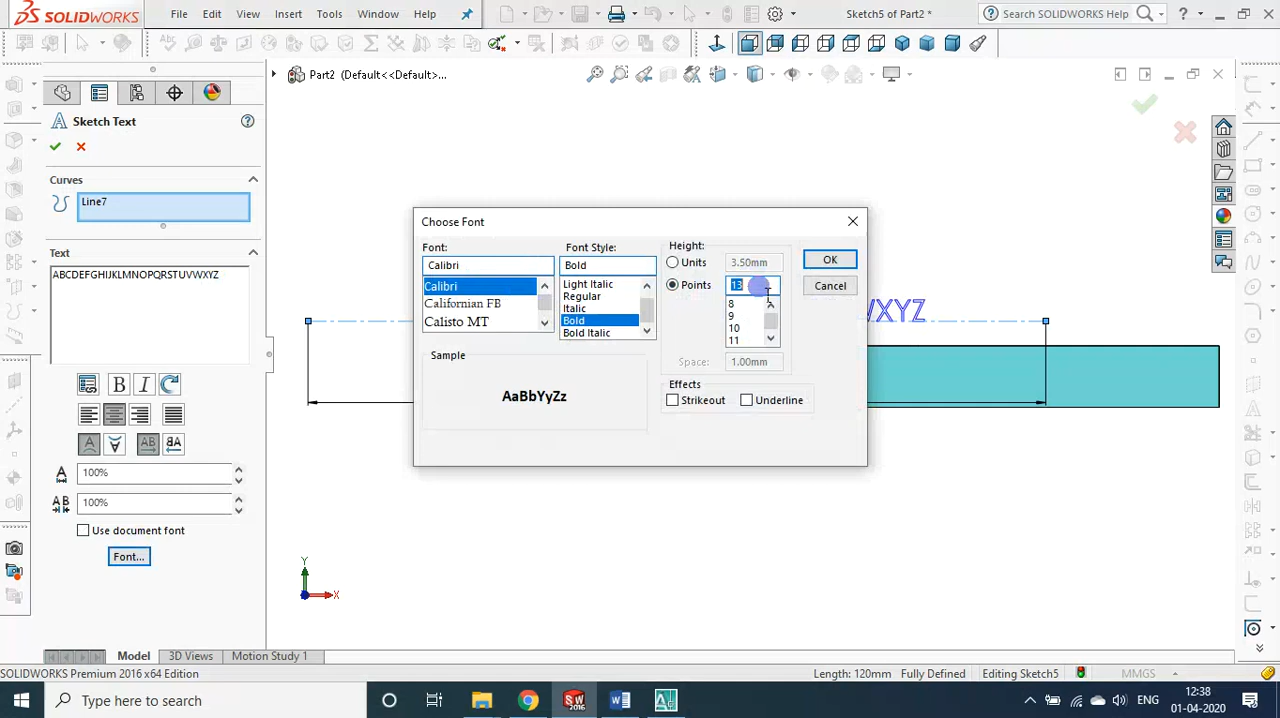 SOLIDWORKS
File Edit View Insert Tools Window Help
Sketch5 of Part2 *
Search SOLIDWORKS Help
Part2 (Default<<Default>...
Sketch Text
Curves
Line7
Text
ABCDEFGHIJKLMNOPQRSTUVWXYZ
B I
AB
100%
AB
100%
Use document font
Font...
Choose Font
Font:
Calibri
Calibri
Californian FB
Calisto MT
Font Style:
Bold
Light Italic
Regular
Italic
Bold
Bold Italic
Height:
Units 3.50mm
Points 13
8
9
10
11
Space: 1.00mm
OK
Cancel
Sample
AaBbYyZz
Effects
Strikeout Underline
WXYZ
Y
X
Model 3D Views Motion Study 1
SOLIDWORKS Premium 2016 x64 Edition
Length: 120mm Fully Defined Editing Sketch5 MMGS
Type here to search
ENG
12:38
01-04-2020